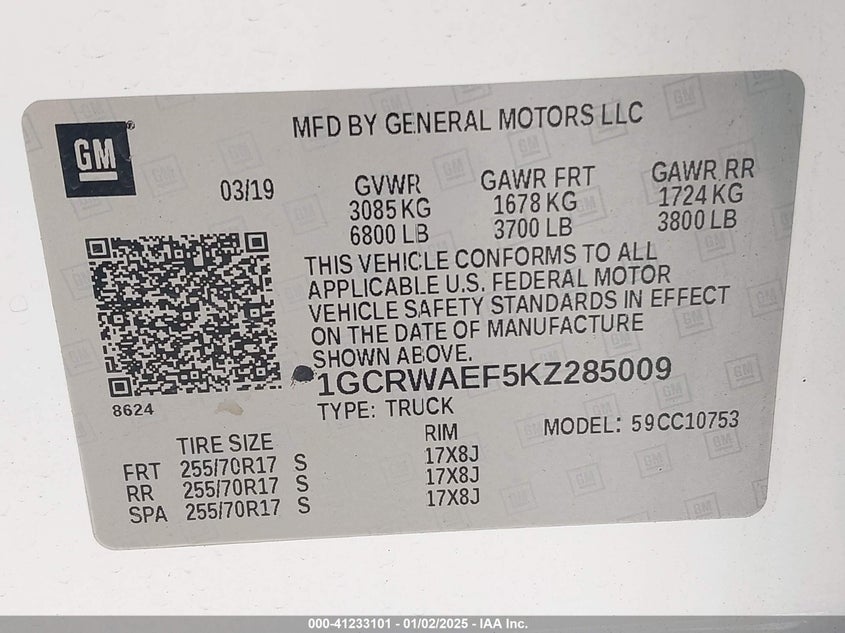 GM
MFD BY GENERAL MOTORS LLC
03/19
GVWR
3085 KG
6800 LB
GAWR FRT
1678 KG
3700 LB
GAWR RR
1724 KG
3800 LB
THIS VEHICLE CONFORMS TO ALL
APPLICABLE U.S. FEDERAL MOTOR
VEHICLE SAFETY STANDARDS IN EFFECT
ON THE DATE OF MANUFACTURE
SHOWN ABOVE.
1GCRWAEF5KZ285009
8624
TYPE: TRUCK
MODEL: 59CC10753
TIRE SIZE RIM
FRT 255/70R17 S 17X8J
RR 255/70R17 S 17X8J
SPA 255/70R17 S 17X8J
000-41233101 - 01/02/2025 - IAA Inc.